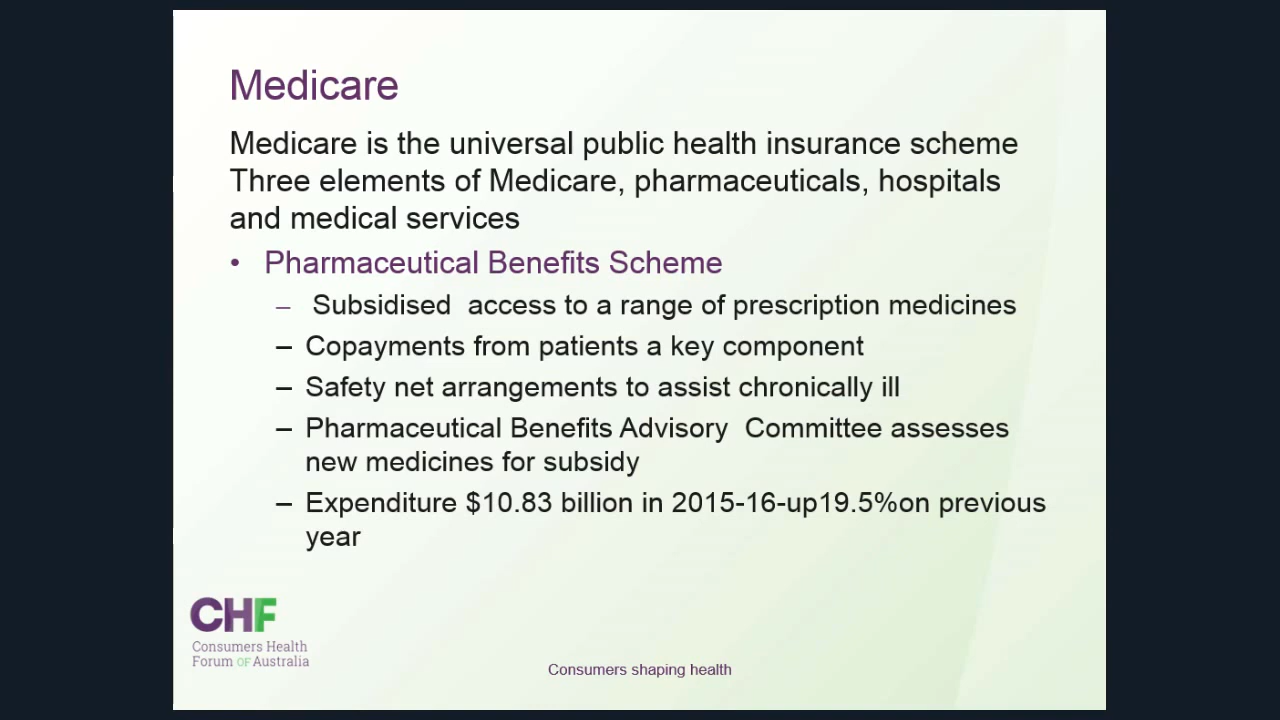 Medicare
Medicare is the universal public health insurance scheme
Three elements of Medicare, pharmaceuticals, hospitals
and medical services
• Pharmaceutical Benefits Scheme
– Subsidised  access to a range of prescription medicines
– Copayments from patients a key component
– Safety net arrangements to assist chronically ill
– Pharmaceutical Benefits Advisory  Committee assesses
new medicines for subsidy
– Expenditure $10.83 billion in 2015-16-up19.5%on previous
year
CHF
Consumers Health
Forum OF Australia
Consumers shaping health